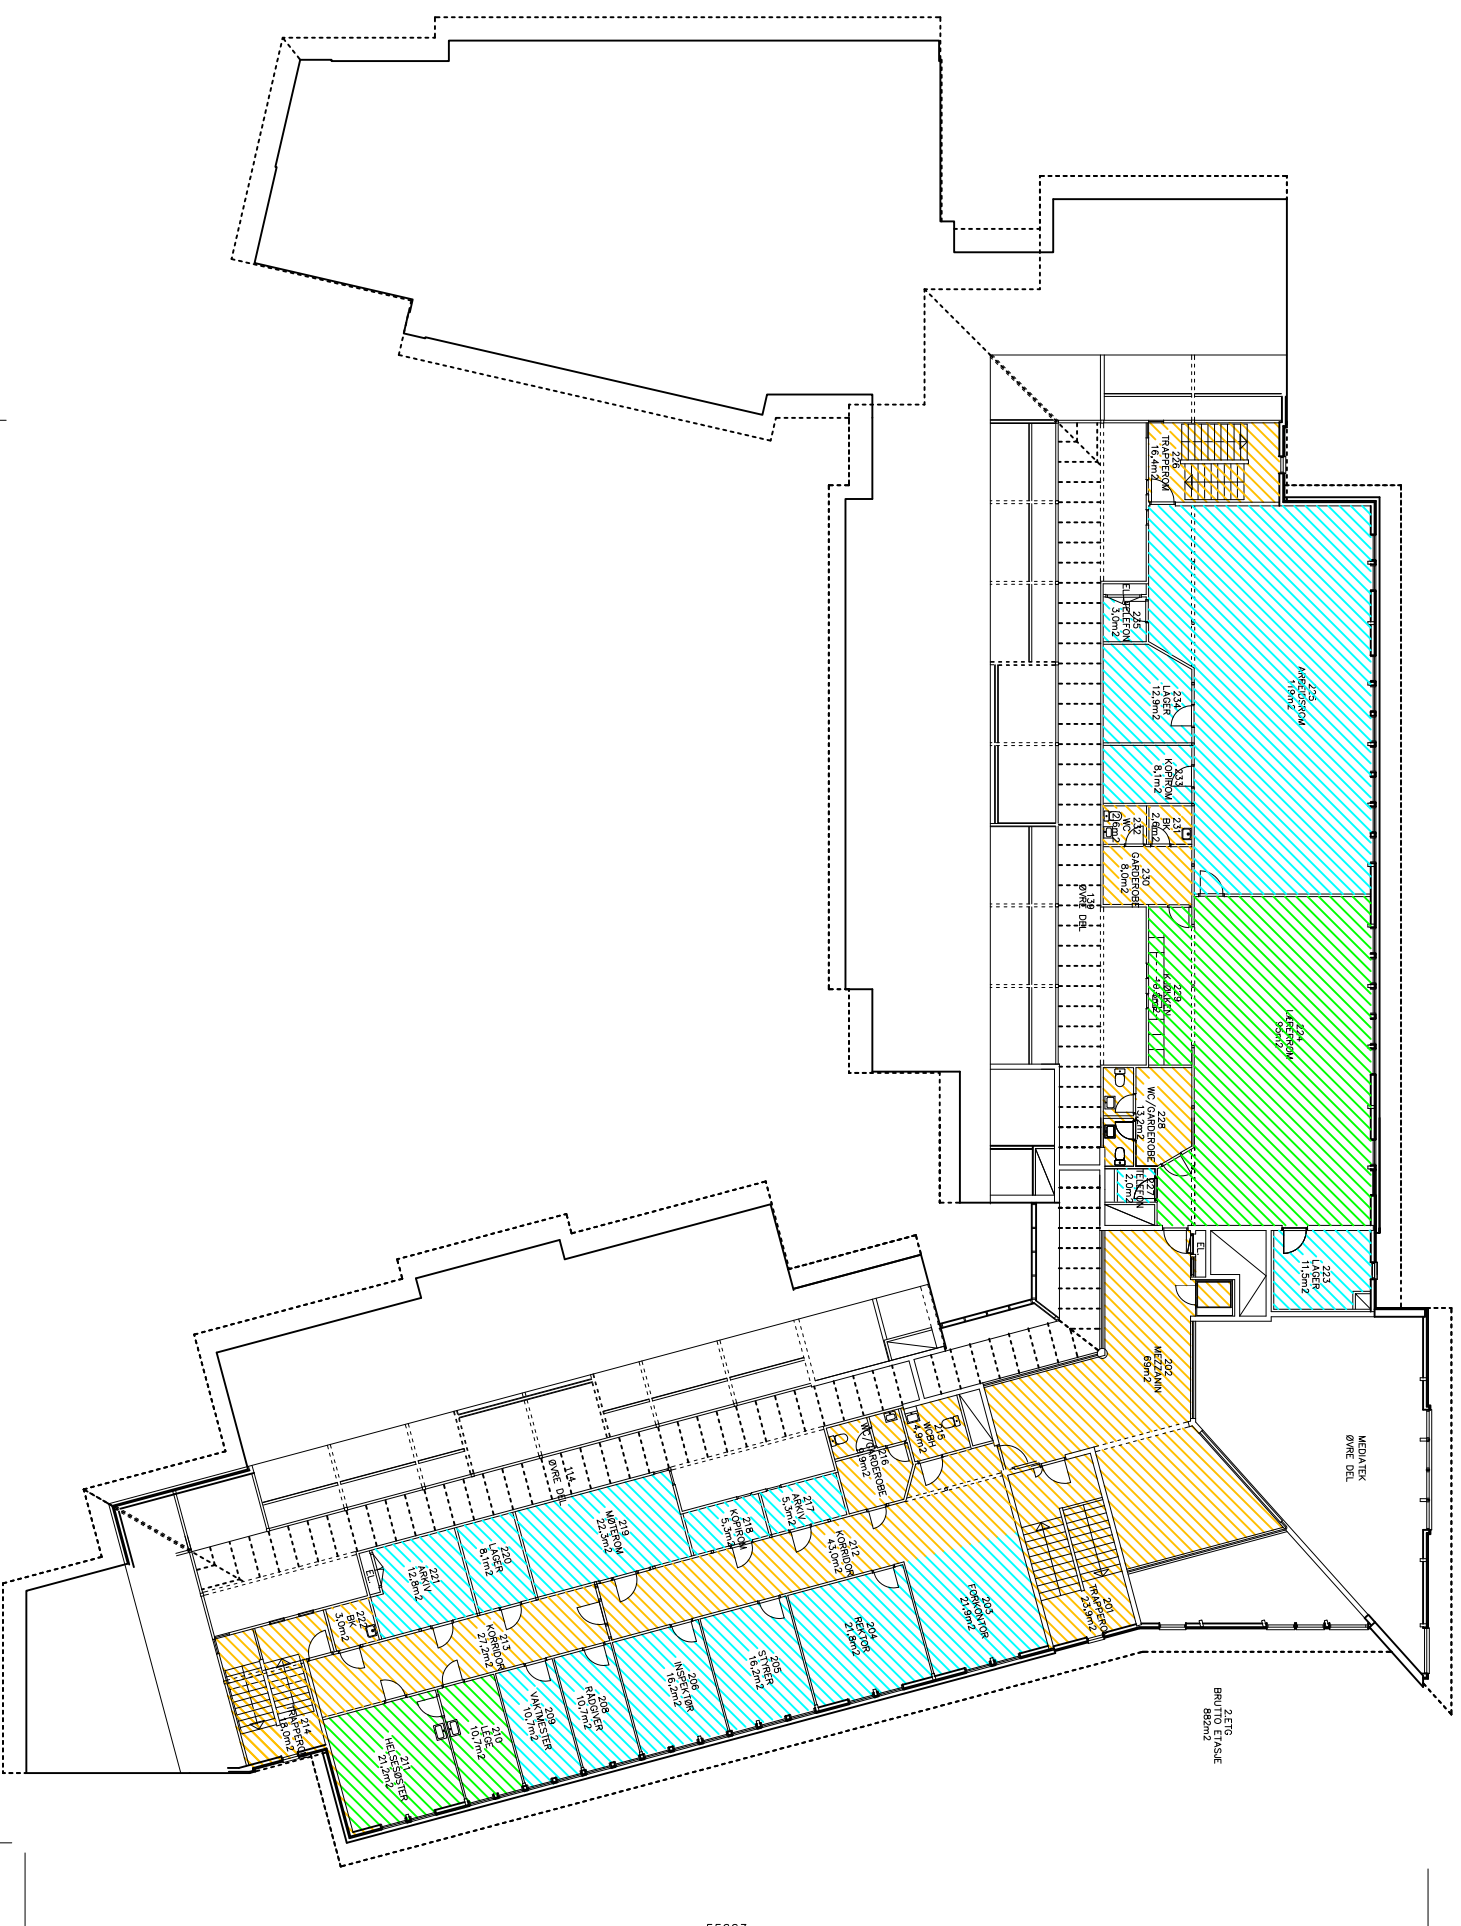 226
TRAPPEROM
16,4m2
225
ARBEIDSROM
119m2
EL.
235
TELEFON
3,0m2
234
LAGER
12,9m2
233
KOPIROM
8,1m2
231
BK
2,6m2
232
WC
2,6m2
230
GARDEROBE
8,0m2
139
ØVRE DEL
229
KJØKKEN
224
LÆRERROM
95m2
228
WC/GARDEROBE
13,2m2
227
TELEFON
2,0m2
EL.
223
LAGER
11,5m2
202
MEZZANIN
69m2
MEDIATEK
ØVRE DEL
215
WCBH
4,9m2
216
WC/GARDEROBE
217
ARKIV
5,3m2
218
KOPIROM
5,3m2
114
ØVRE DEL
219
MØTEROM
22,3m2
220
LAGER
8,1m2
221
ARKIV
12,8m2
EL.
222
BK
3,0m2
212
KORRIDOR
43,0m2
213
KORRIDOR
27,2m2
201
TRAPPEROM
23,9m2
203
FORKONTOR
21,9m2
204
REKTOR
21,8m2
205
STYRER
16,2m2
206
INSPEKTØR
16,2m2
208
RÅDGIVER
10,7m2
209
VAKTMESTER
10,7m2
210
LEGE
10,7m2
211
HELSESØSTER
21,2m2
214
TRAPPEROM
2.ETG
BRUTTO ETASJE
882m2